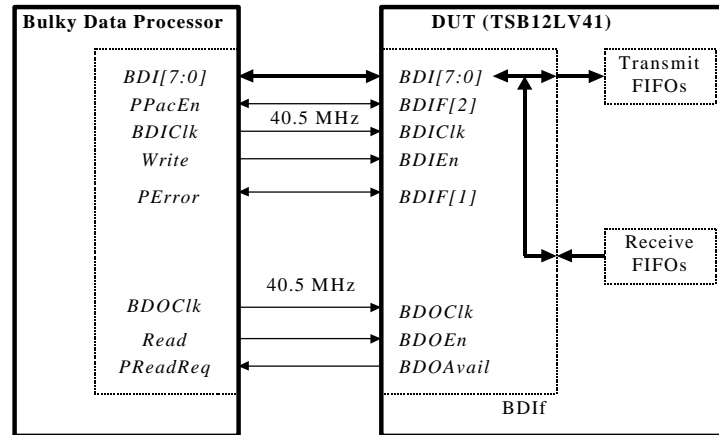 Bulky Data Processor
DUT (TSB12LV41)
BDI[7:0]
BDI[7:0]
Transmit
FIFOs
PPacEn
BDIF[2]
40.5 MHz
BDIClk
BDIClk
Write
BDIEn
PError
BDIF[1]
Receive
FIFOs
40.5 MHz
BDOClk
BDOClk
Read
BDOEn
PReadReq
BDOAvail
BDIf